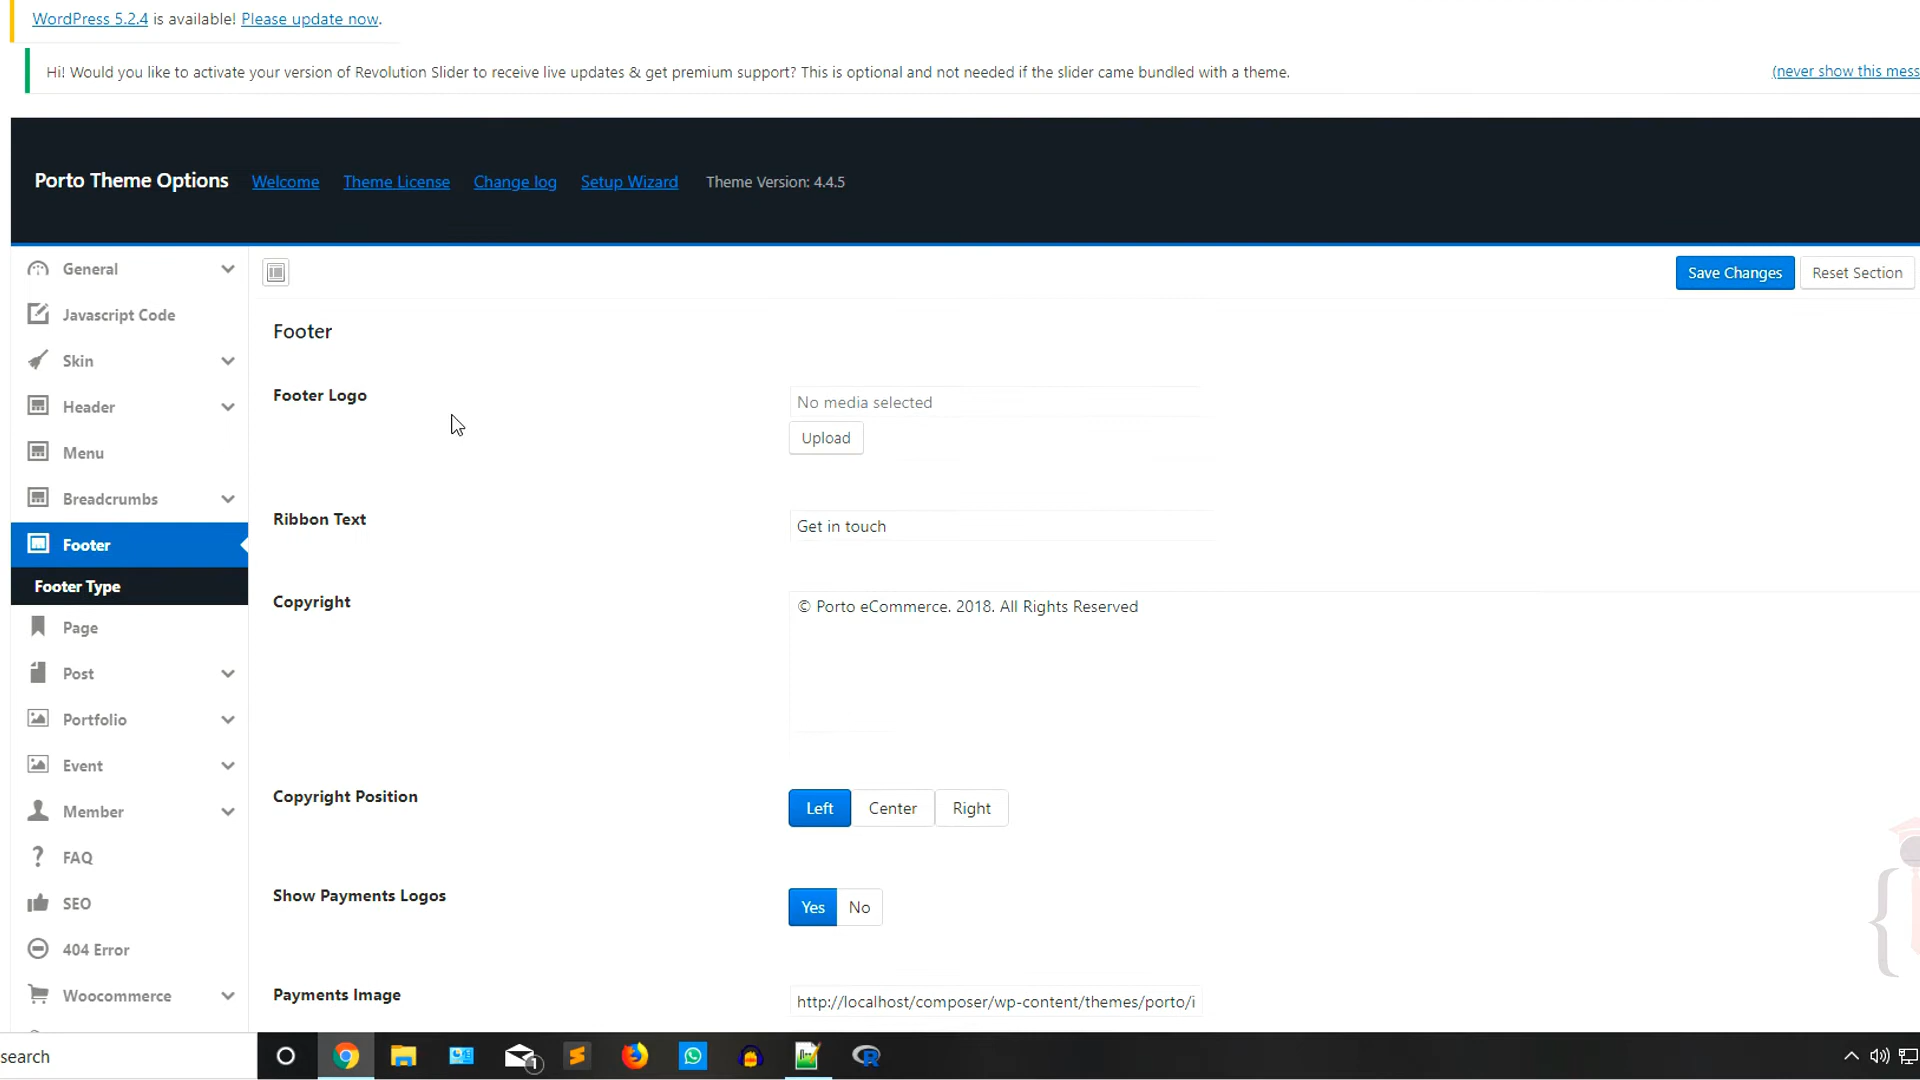 WordPress 5.2.4 is available! Please update now.
Hi! Would you like to activate your version of Revolution Slider to receive live updates & get premium support? This is optional and not needed if the slider came bundled with a theme.
(never show this mess
Porto Theme Options Welcome Theme License Change log Setup Wizard Theme Version: 4.4.5
General
Javascript Code
Skin
Header
Menu
Breadcrumbs
Footer
Footer Type
Page
Post
Portfolio
Event
Member
FAQ
SEO
404 Error
Woocommerce
Save Changes Reset Section
Footer
Footer Logo
No media selected
Upload
Ribbon Text
Get in touch
Copyright
© Porto eCommerce. 2018. All Rights Reserved
Copyright Position
Left Center Right
Show Payments Logos
Yes No
Payments Image
http://localhost/composer/wp-content/themes/porto/i
search
1